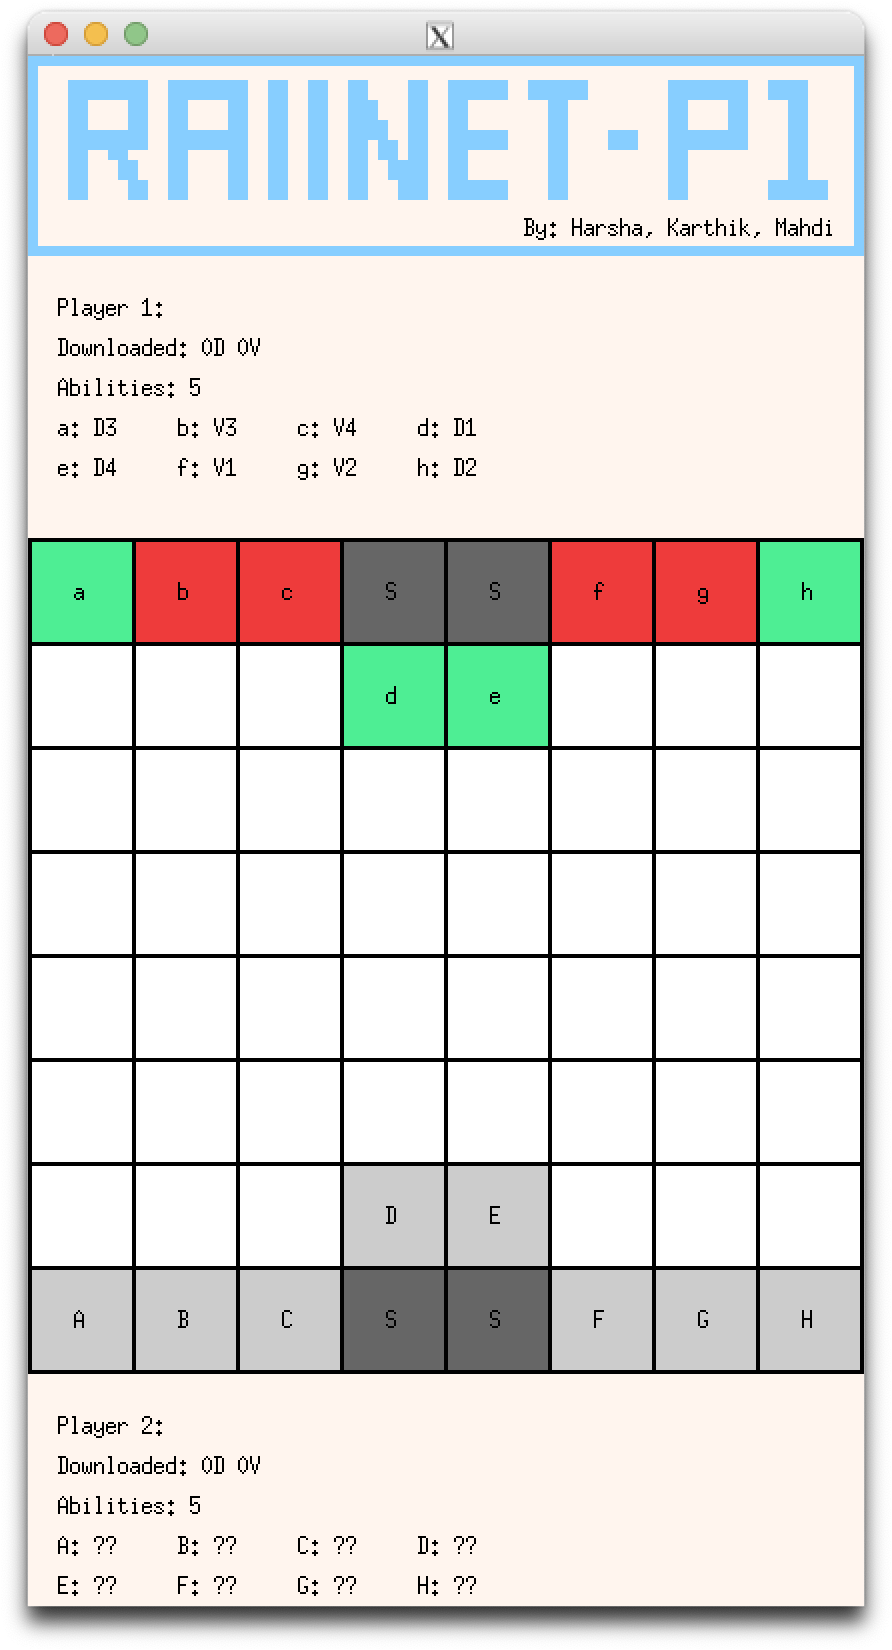 X
RAIINET-P1
By: Harsha, Karthik, Mahdi
Player 1:
Downloaded: 0D 0V
Abilities: 5
a: D3 b: V3 c: V4 d: D1
e: D4 f: V1 g: V2 h: D2
a b c S S f g h
d e
D E
A B C S S F G H
Player 2:
Downloaded: 0D 0V
Abilities: 5
A: ?? B: ?? C: ?? D: ??
E: ?? F: ?? G: ?? H: ??